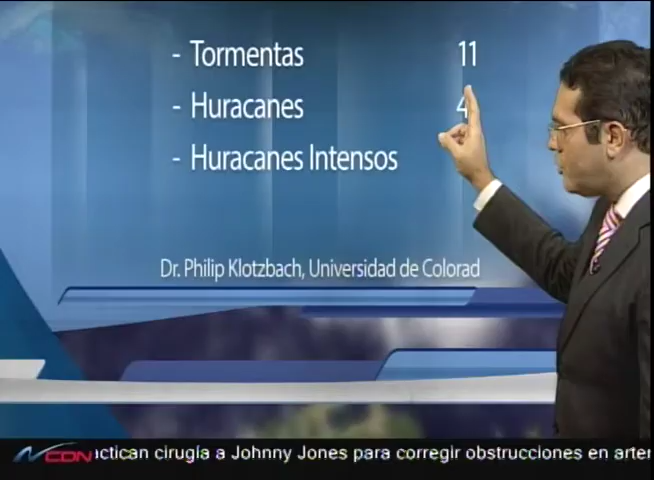 - Tormentas 11
- Huracanes 4
- Huracanes Intensos
Dr. Philip Klotzbach, Universidad de Colorad
CDN actican cirugía a Johnny Jones para corregir obstrucciones en arter